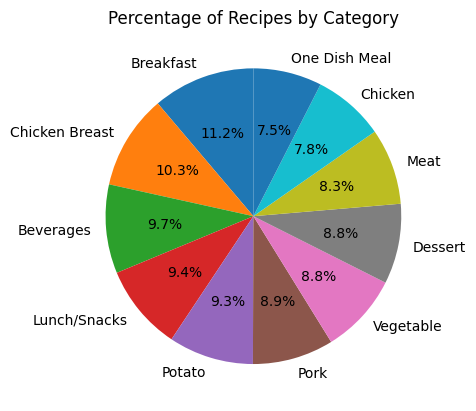 Percentage of Recipes by Category
Breakfast
11.2%
Chicken Breast
10.3%
Beverages
9.7%
Lunch/Snacks
9.4%
Potato
9.3%
Pork
8.9%
Vegetable
8.8%
Dessert
8.8%
Meat
8.3%
Chicken
7.8%
One Dish Meal
7.5%